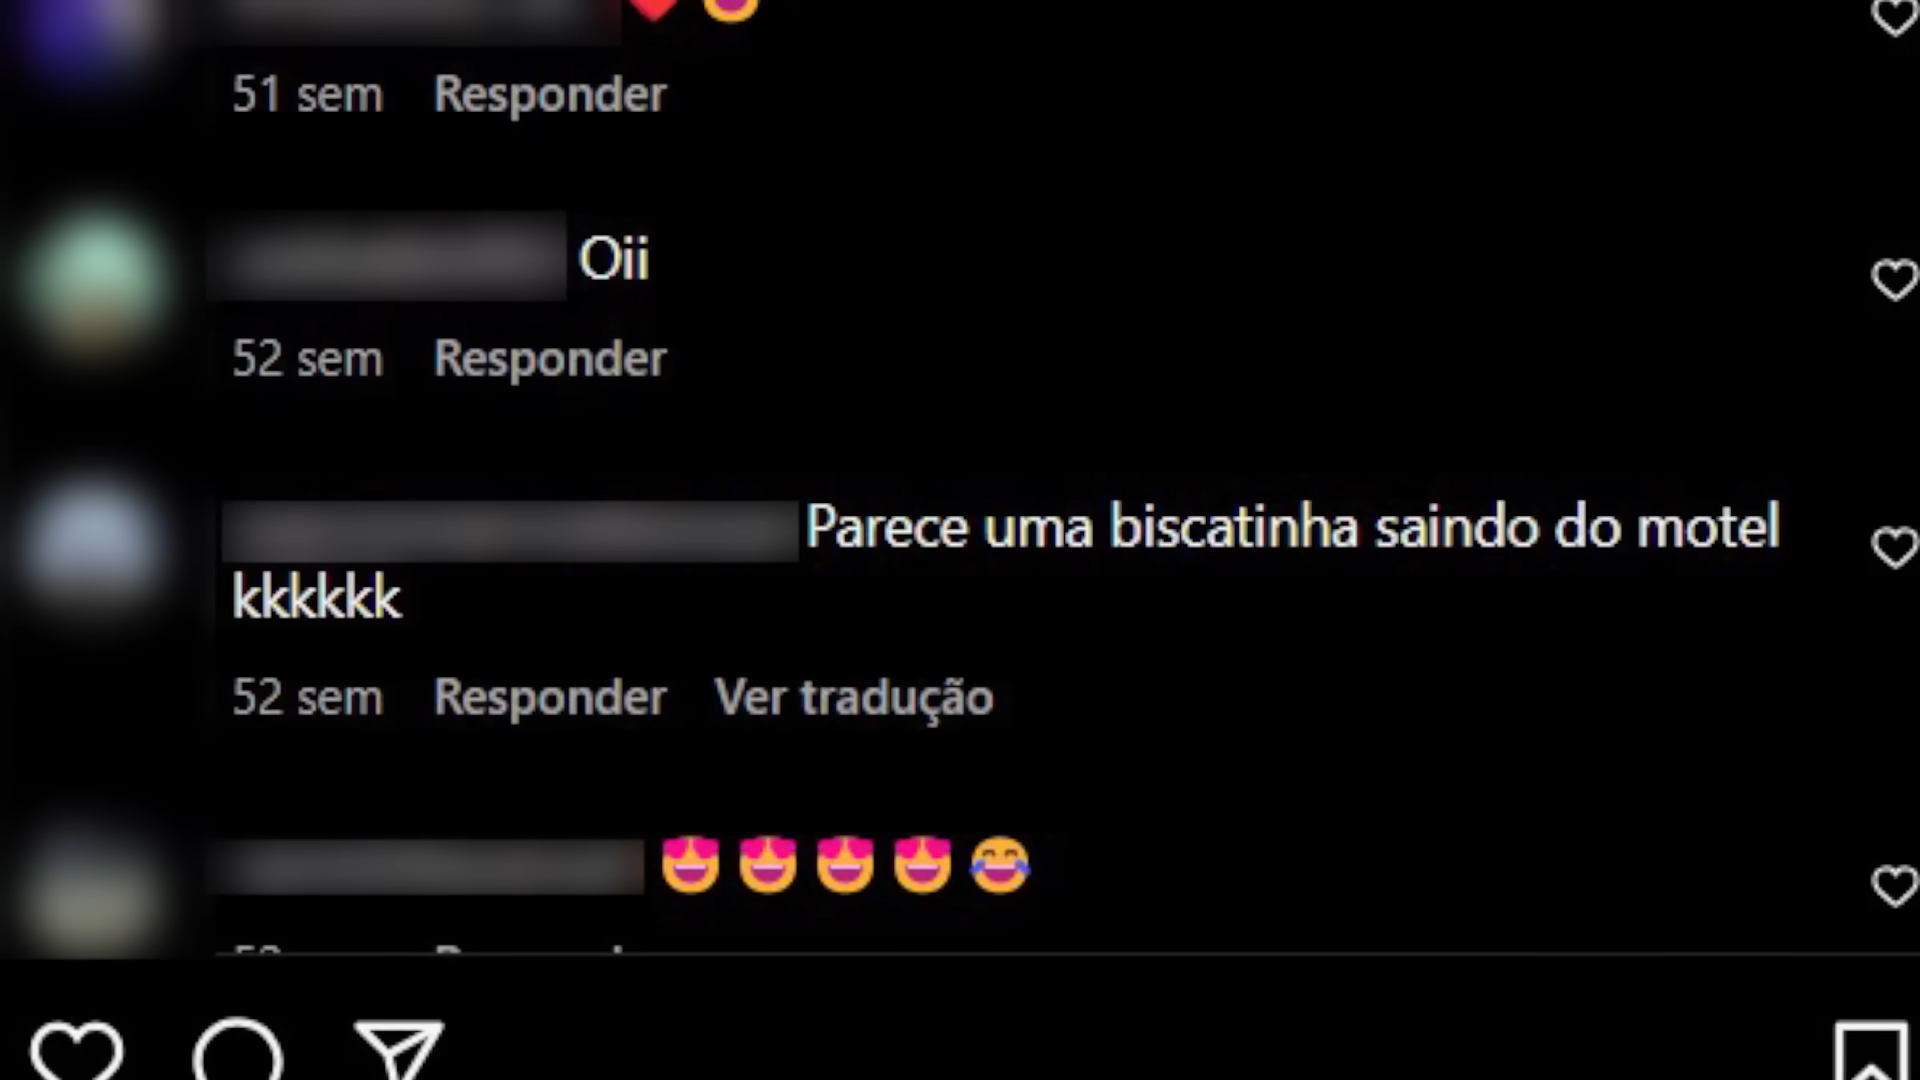 ❤️ 😍
51 sem Responder
Oii
52 sem Responder
Parece uma biscatinha saindo do motel
kkkkkk
52 sem Responder Ver tradução
😍 😍 😍 😍 😂